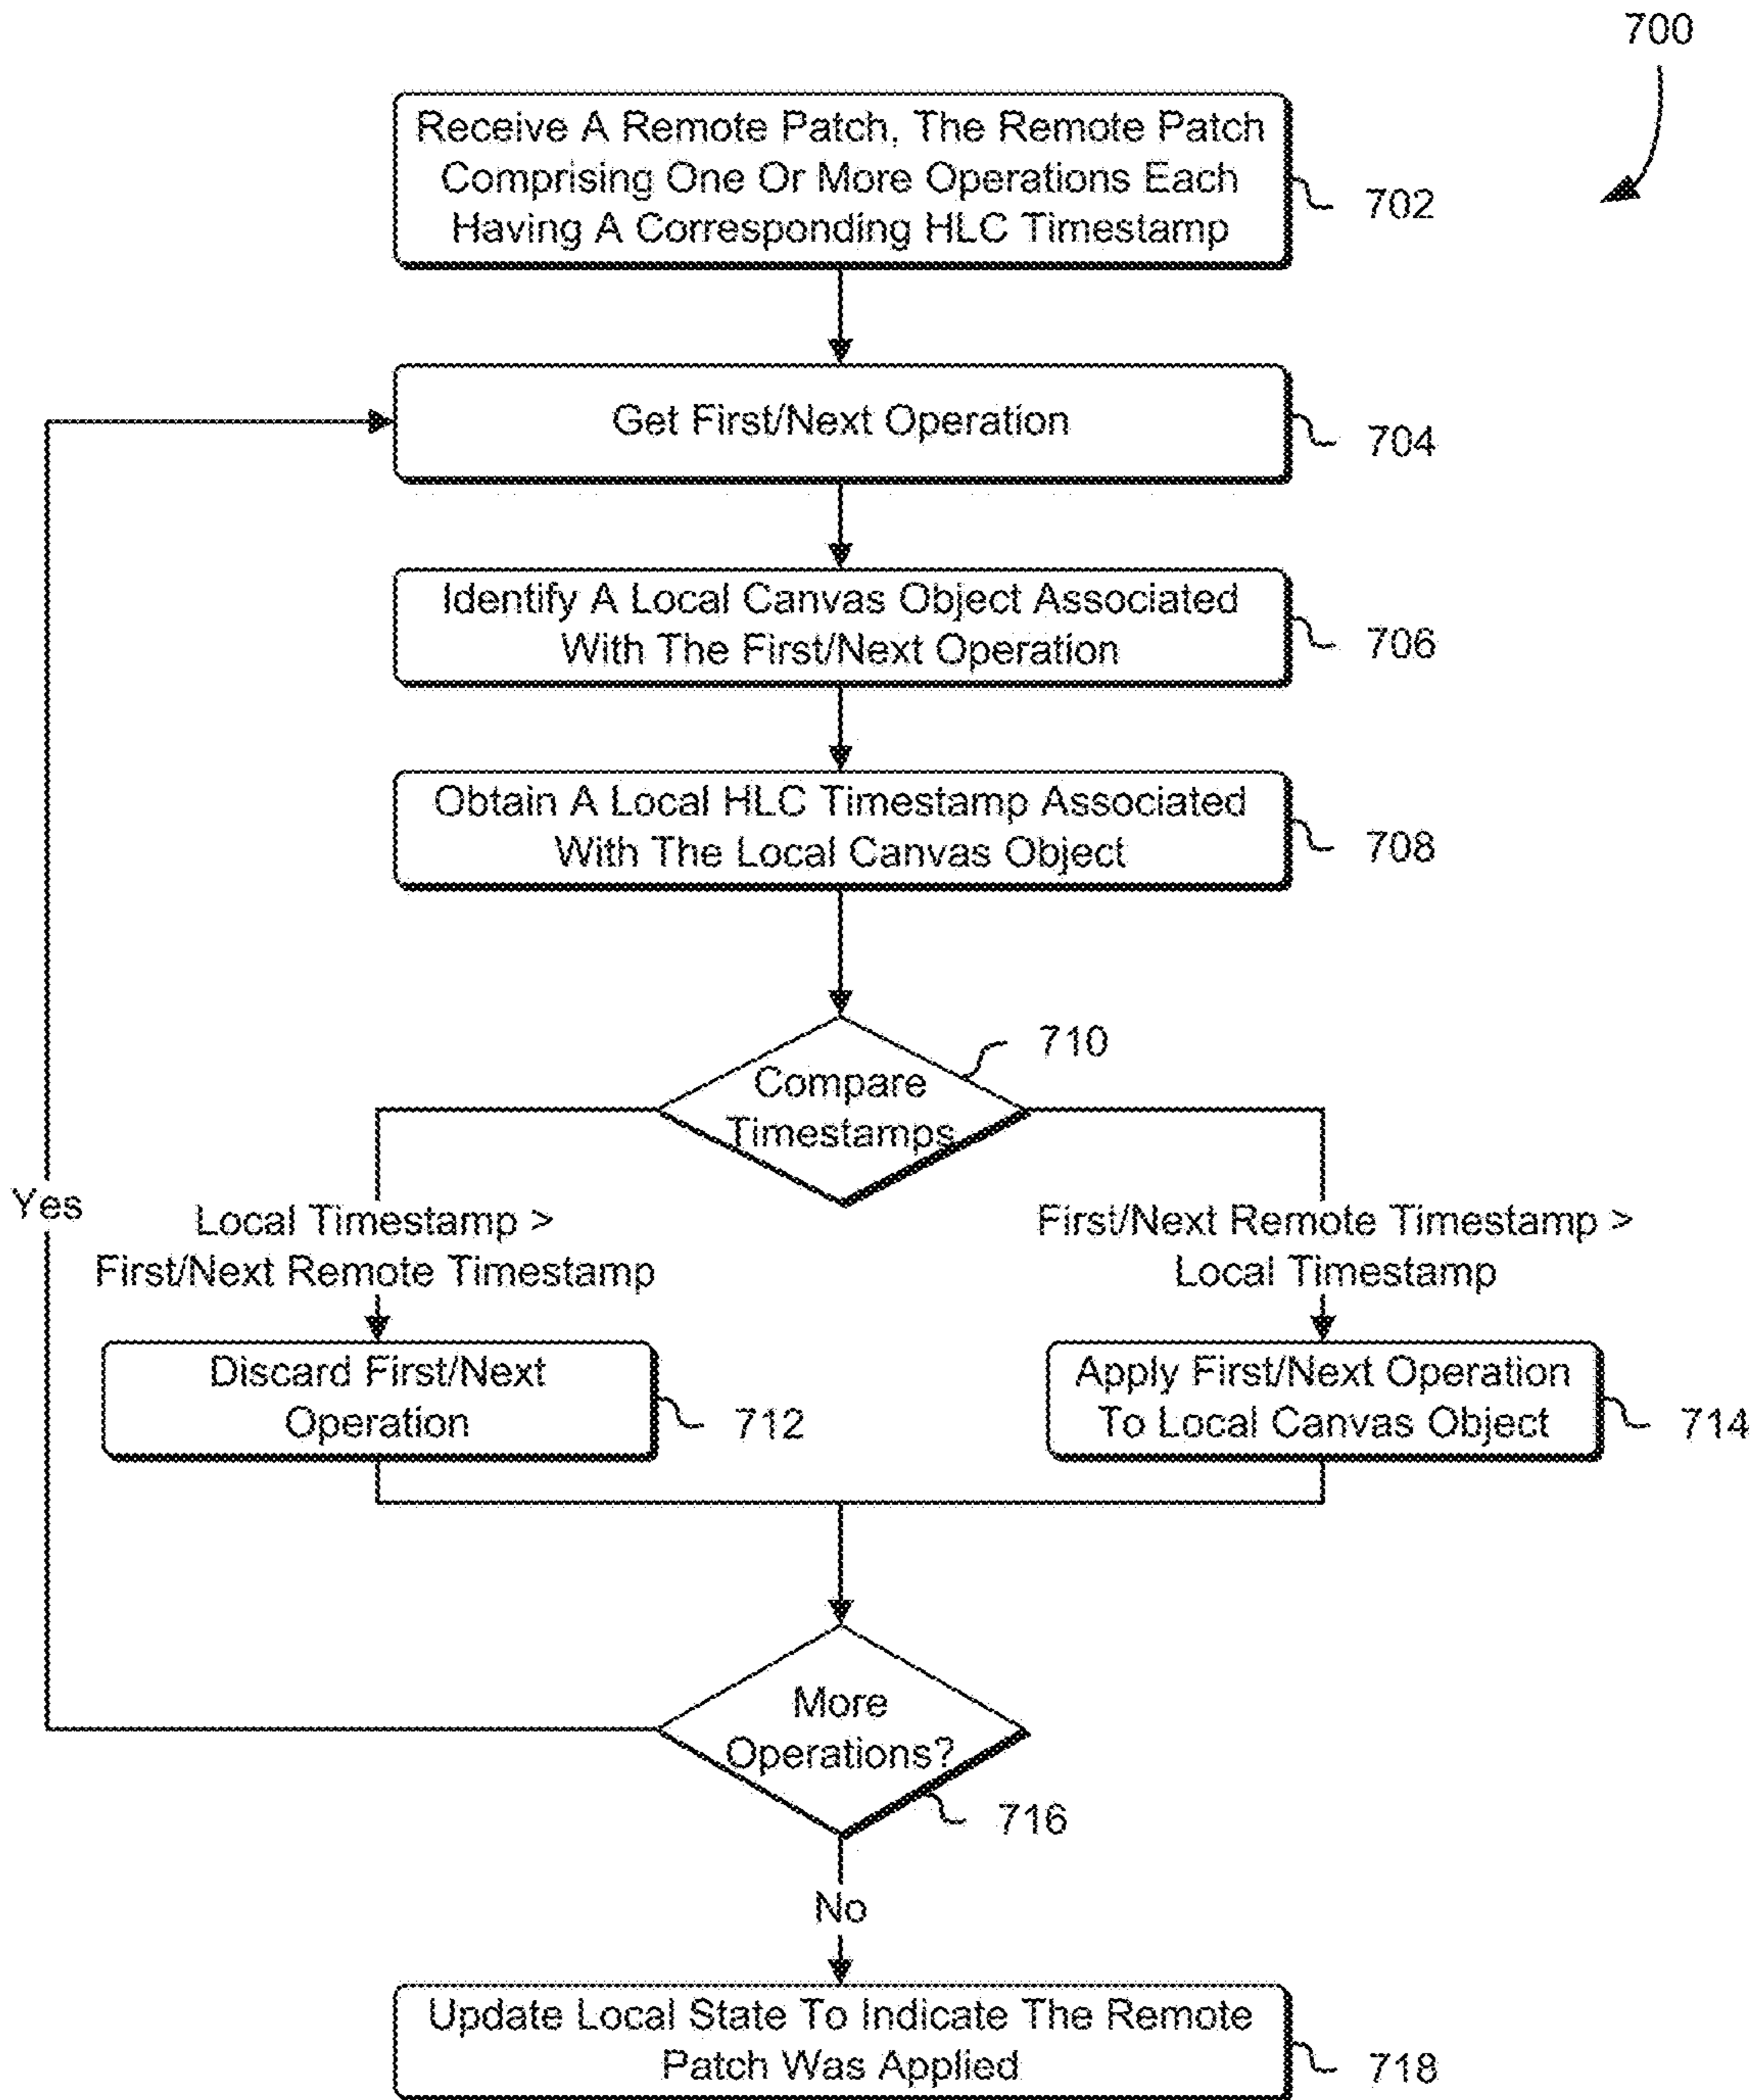 700
Receive A Remote Patch, The Remote Patch
Comprising One Or More Operations Each
Having A Corresponding HLC Timestamp
702
Get First/Next Operation
704
Identify A Local Canvas Object Associated
With The First/Next Operation
706
Obtain A Local HLC Timestamp Associated
With The Local Canvas Object
708
710
Compare
Timestamps
Yes
Local Timestamp >
First/Next Remote Timestamp
First/Next Remote Timestamp >
Local Timestamp
Discard First/Next
Operation
712
Apply First/Next Operation
To Local Canvas Object
714
More
Operations?
716
No
Update Local State To Indicate The Remote
Patch Was Applied
718